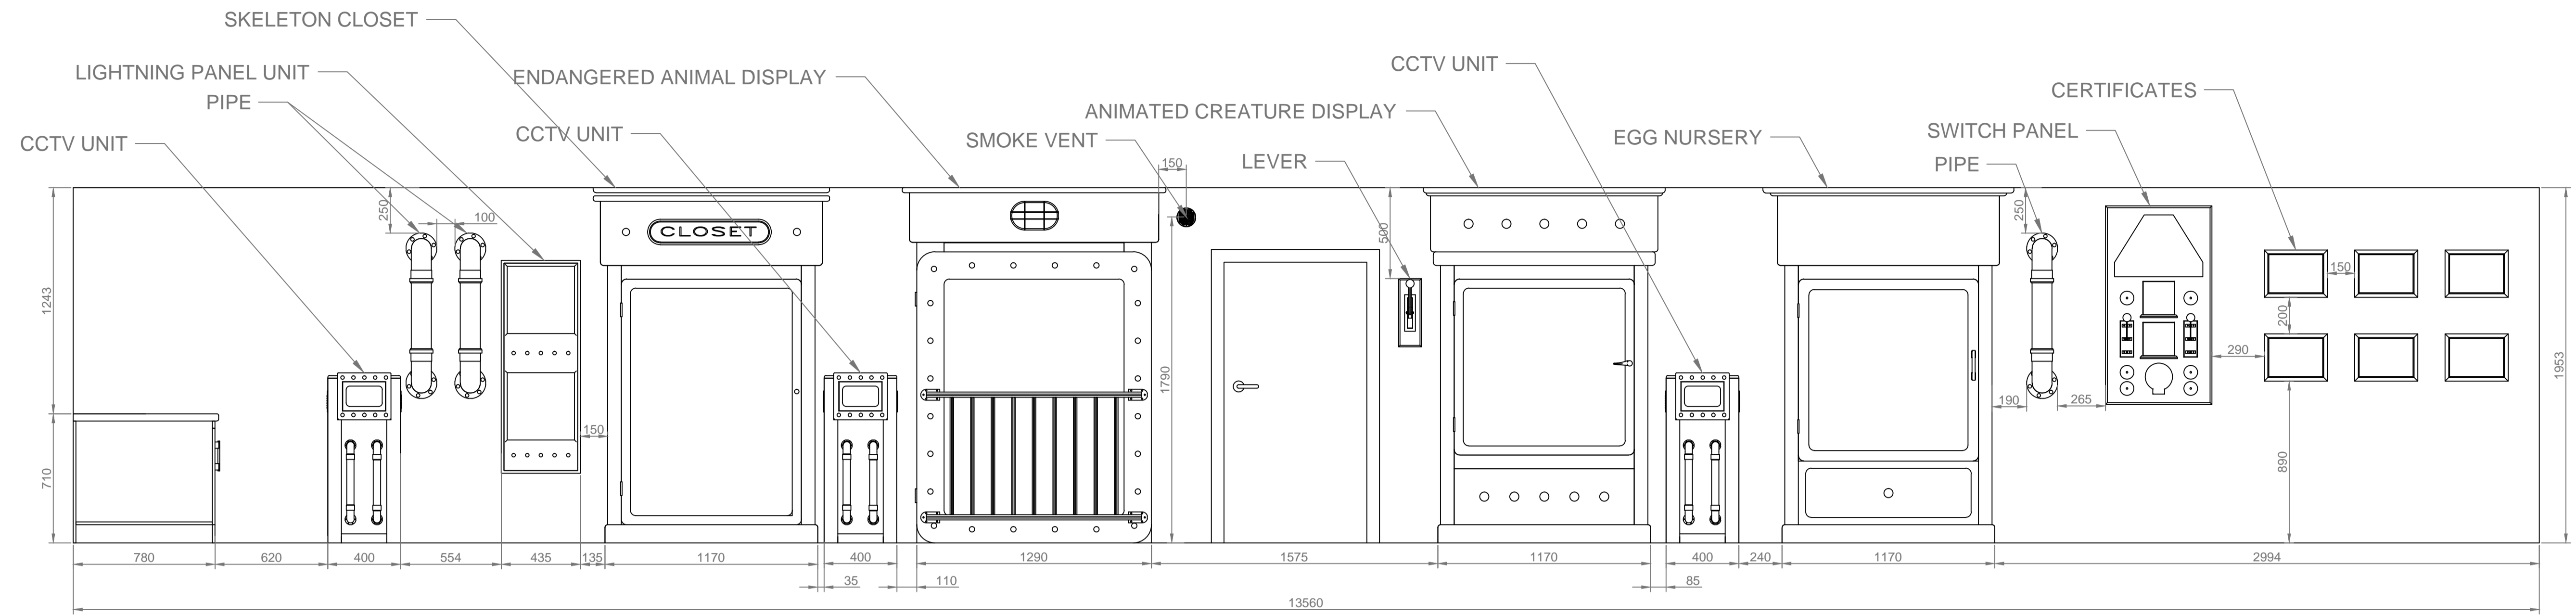 SKELETON CLOSET
LIGHTNING PANEL UNIT
ENDANGERED ANIMAL DISPLAY
CCTV UNIT
CERTIFICATES
PIPE
ANIMATED CREATURE DISPLAY
CCTV UNIT
CCTV UNIT
SMOKE VENT
EGG NURSERY
SWITCH PANEL
LEVER
PIPE
150
250
100
500
250
CLOSET
150
200
1243
290
1790
1953
190
265
150
710
890
780
620
400
554
435
135
1170
400
1290
1575
1170
400
240
1170
2994
35
110
85
13560